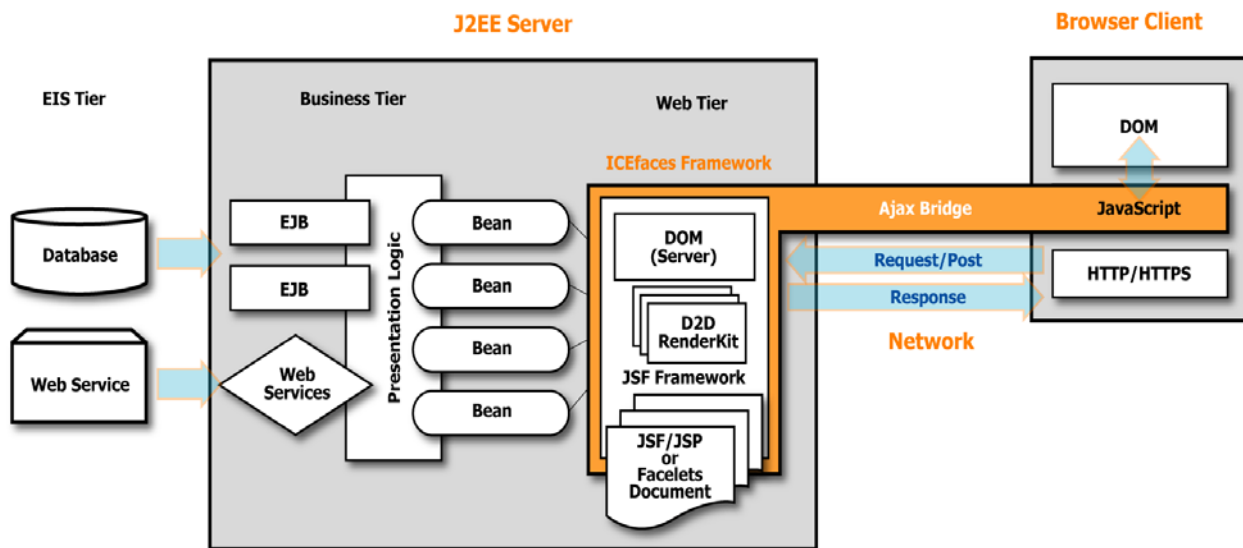 J2EE Server
Browser Client
EIS Tier
Business Tier
Web Tier
ICEfaces Framework
Database
Web Service
EJB
EJB
Web
Services
Presentation Logic
Bean
Bean
Bean
Bean
DOM
(Server)
D2D
RenderKit
JSF Framework
JSF/JSP
or
Facelets
Document
Ajax Bridge
Request/Post
Response
Network
DOM
JavaScript
HTTP/HTTPS